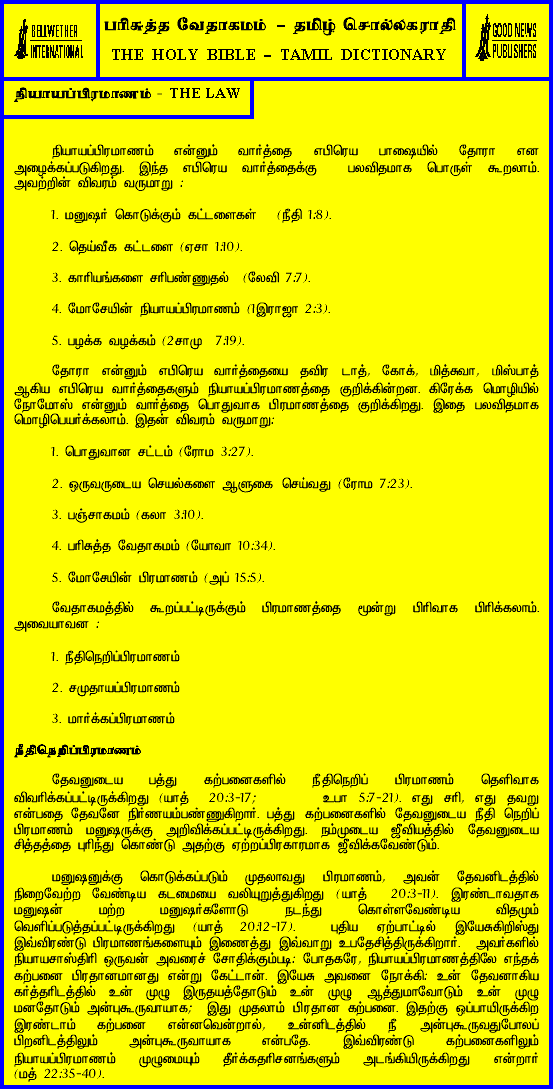 BELLWETHER
INTERNATIONAL
பரிசுத்த வேதாகமம் - தமிழ் சொல்லகராதி
THE HOLY BIBLE - TAMIL DICTIONARY
GOOD NEWS
PUBLISHERS
நியாயப்பிரமாணம் - THE LAW
நியாயப்பிரமாணம் என்னும் வார்த்தை எபிரெய பாஷையில் தோரா என
அழைக்கப்படுகிறது. இந்த எபிரெய வார்த்தைக்கு பலவிதமாக பொருள் கூறலாம்.
அவற்றின் விவரம் வருமாறு :
1. மனுஷர் கொடுக்கும் கட்டளைகள் (நீதி 1:8).
2. தெய்வீக கட்டளை (ஏசா 1:10).
3. காரியங்களை சரிபண்ணுதல் (லேவி 7:7).
4. மோசேயின் நியாயப்பிரமாணம் (1இராஜா 2:3).
5. பழக்க வழக்கம் (2சாமு 7:19).
தோரா என்னும் எபிரெய வார்த்தையை தவிர டாத், கோக், மித்சுவா, மிஸ்பாத்
ஆகிய எபிரெய வார்த்தைகளும் நியாயப்பிரமாணத்தை குறிக்கின்றன. கிரேக்க மொழியில்
நோமோஸ் என்னும் வார்த்தை பொதுவாக பிரமாணத்தை குறிக்கிறது. இதை பலவிதமாக
மொழிபெயர்க்கலாம். இதன் விவரம் வருமாறு:
1. பொதுவான சட்டம் (ரோம 3:27).
2. ஒருவருடைய செயல்களை ஆளுகை செய்வது (ரோம 7:23).
3. பஞ்சாகமம் (கலா 3:10).
4. பரிசுத்த வேதாகமம் (யோவா 10:34).
5. மோசேயின் பிரமாணம் (அப் 15:5).
வேதாகமத்தில் கூறப்பட்டிருக்கும் பிரமாணத்தை மூன்று பிரிவாக பிரிக்கலாம்.
அவையாவன :
1. நீதிநெறிப்பிரமாணம்
2. சமுதாயப்பிரமாணம்
3. மார்க்கப்பிரமாணம்
நீதிநெறிப்பிரமாணம்
தேவனுடைய பத்து கற்பனைகளில் நீதிநெறிப் பிரமாணம் தெளிவாக
விவரிக்கப்பட்டிருக்கிறது (யாத் 20:3-17; உபா 5:7-21). எது சரி, எது தவறு
என்பதை தேவனே நிர்ணயம்பண்ணுகிறார். பத்து கற்பனைகளில் தேவனுடைய நீதி நெறிப்
பிரமாணம் மனுஷருக்கு அறிவிக்கப்பட்டிருக்கிறது. நம்முடைய ஜீவியத்தில் தேவனுடைய
சித்தத்தை புரிந்து கொண்டு அதற்கு ஏற்றப்பிரகாரமாக ஜீவிக்கவேண்டும்.
மனுஷனுக்கு கொடுக்கப்படும் முதலாவது பிரமாணம், அவன் தேவனிடத்தில்
நிறைவேற்ற வேண்டிய கடமையை வலியுறுத்துகிறது (யாத் 20:3-11). இரண்டாவதாக
மனுஷன் மற்ற மனுஷர்களோடு நடந்து கொள்ளவேண்டிய விதமும்
வெளிப்படுத்தப்பட்டிருக்கிறது (யாத் 20:12-17). புதிய ஏற்பாட்டில் இயேசுகிறிஸ்து
இவ்விரண்டு பிரமாணங்களையும் இணைத்து இவ்வாறு உபதேசித்திருக்கிறார். அவர்களில்
நியாயசாஸ்திரி ஒருவன் அவரைச் சோதிக்கும்படி: போதகரே, நியாயப்பிரமாணத்திலே எந்தக்
கற்பனை பிரதானமானது என்று கேட்டான். இயேசு அவனை நோக்கி: உன் தேவனாகிய
கர்த்தரிடத்தில் உன் முழு இருதயத்தோடும் உன் முழு ஆத்துமாவோடும் உன் முழு
மனதோடும் அன்புகூருவாயாக; இது முதலாம் பிரதான கற்பனை. இதற்கு ஒப்பாயிருக்கிற
இரண்டாம் கற்பனை என்னவென்றால், உன்னிடத்தில் நீ அன்புகூருவதுபோலப்
பிறனிடத்திலும் அன்புகூருவாயாக என்பதே. இவ்விரண்டு கற்பனைகளிலும்
நியாயப்பிரமாணம் முழுமையும் தீர்க்கதரிசனங்களும் அடங்கியிருக்கிறது என்றார்
(மத் 22:35-40).